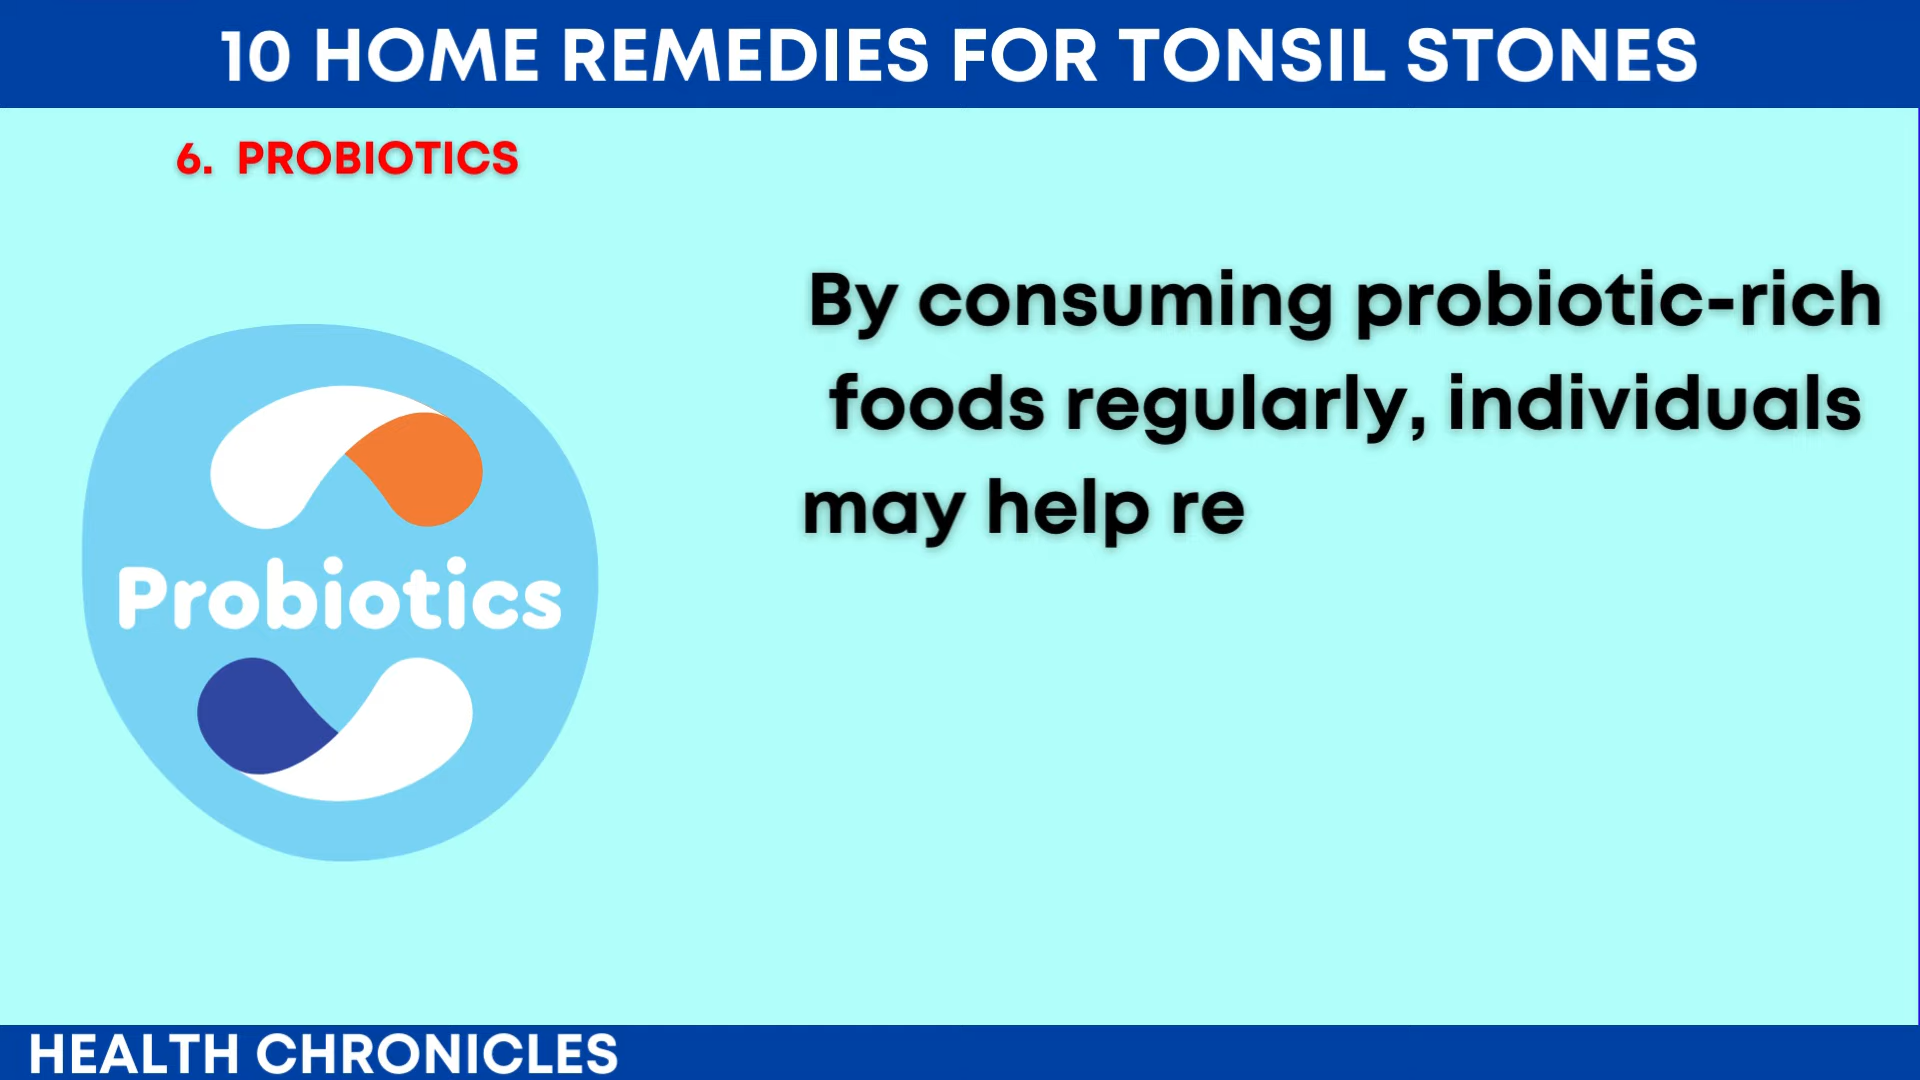 10 HOME REMEDIES FOR TONSIL STONES
6. PROBIOTICS
By consuming probiotic-rich
foods regularly, individuals
may help re
Probiotics
HEALTH CHRONICLES